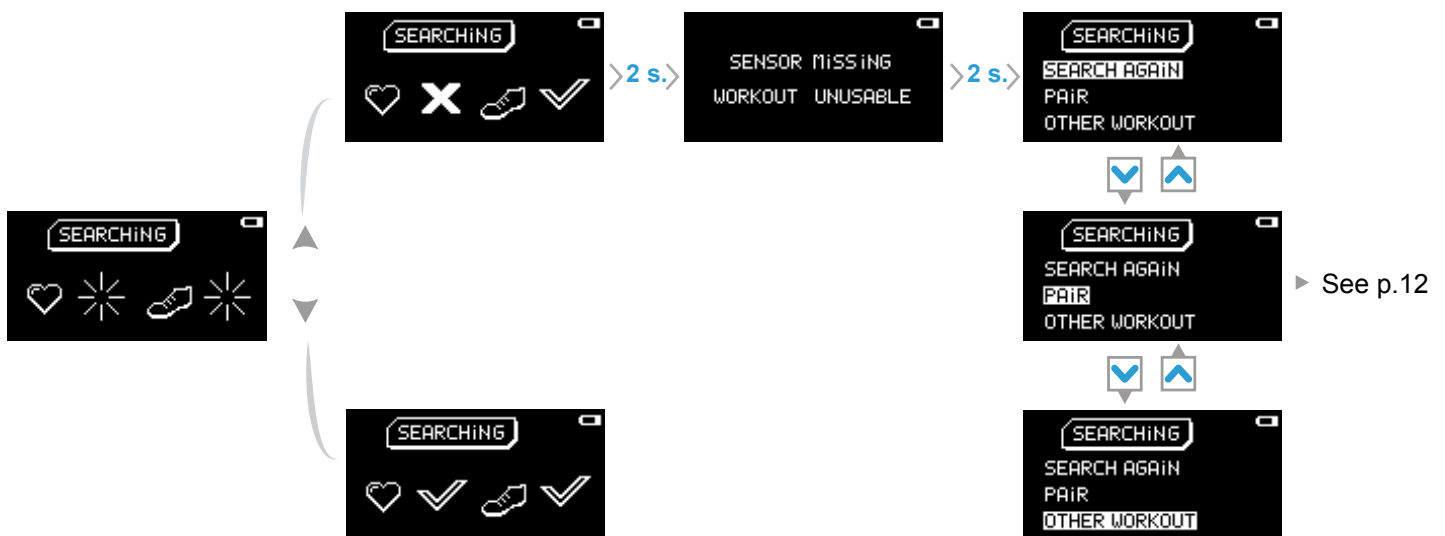 SEARCHiNG
SEARCHiNG
2 s.
SENSOR MiSSiNG
WORKOUT UNUSABLE
2 s.
SEARCHiNG
SEARCH AGAiN
PAiR
OTHER WORKOUT
SEARCHiNG
SEARCH AGAiN
PAiR
OTHER WORKOUT
See p.12
SEARCHiNG
SEARCHiNG
SEARCH AGAiN
PAiR
OTHER WORKOUT